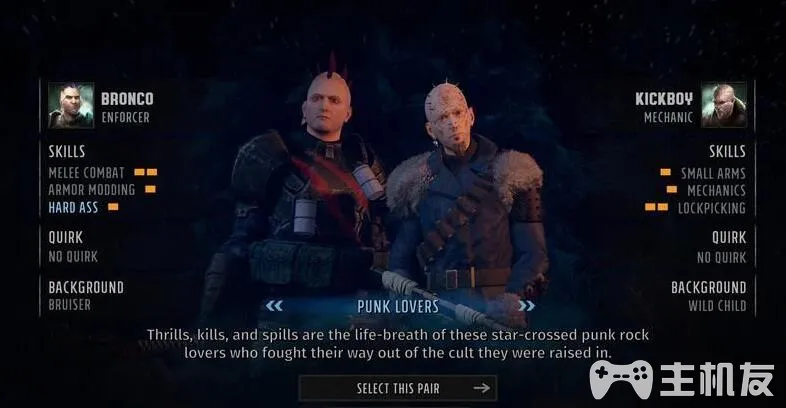 BRONCO
ENFORCER
SKILLS
MELEE COMBAT
ARMOR MODDING
HARD ASS
QUIRK
NO QUIRK
BACKGROUND
BRUISER
KICKBOY
MECHANIC
SKILLS
SMALL ARMS
MECHANICS
LOCKPICKING
QUIRK
NO QUIRK
BACKGROUND
WILD CHILD
PUNK LOVERS
Thrills, kills, and spills are the life-breath of these star-crossed punk rock
lovers who fought their way out of the cult they were raised in.
SELECT THIS PAIR
主机友